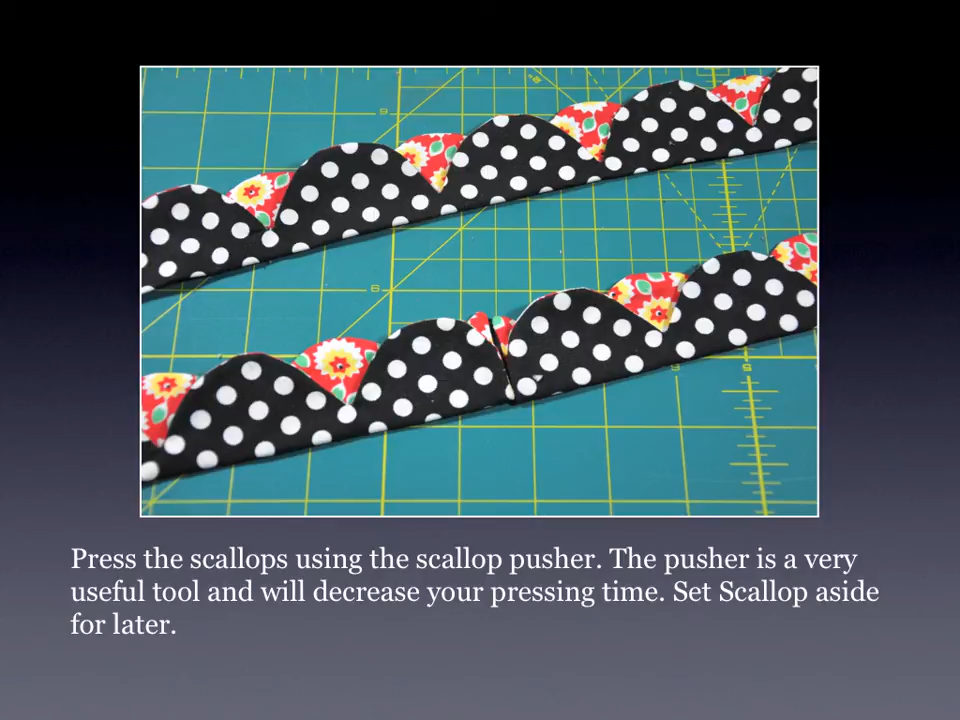 Press the scallops using the scallop pusher. The pusher is a very
useful tool and will decrease your pressing time. Set Scallop aside
for later.